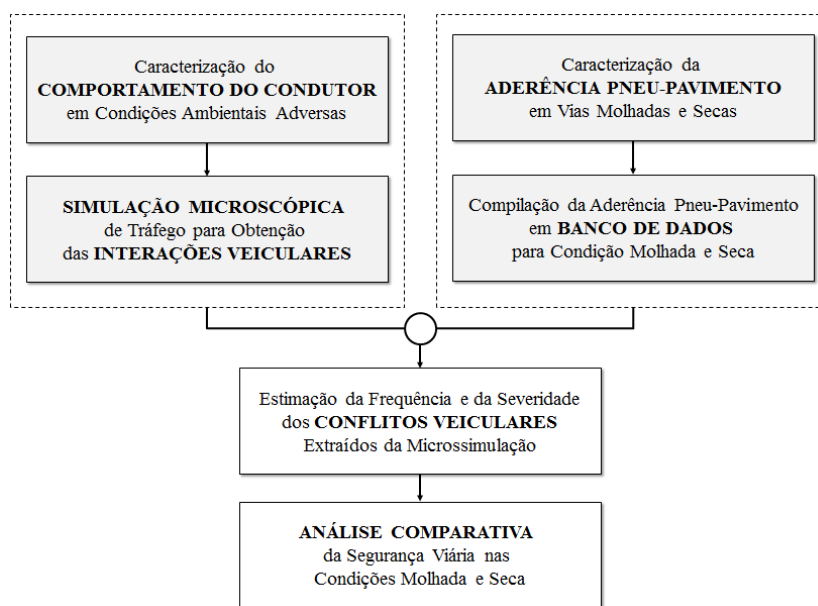 Caracterização do
COMPORTAMENTO DO CONDUTOR
em Condições Ambientais Adversas
SIMULAÇÃO MICROSCÓPICA
de Tráfego para Obtenção
das INTERAÇÕES VEICULARES
Caracterização da
ADERÊNCIA PNEU-PAVIMENTO
em Vias Molhadas e Secas
Compilação da Aderência Pneu-Pavimento
em BANCO DE DADOS
para Condição Molhada e Seca
Estimação da Frequência e da Severidade
dos CONFLITOS VEICULARES
Extraídos da Microssimulação
ANÁLISE COMPARATIVA
da Segurança Viária nas
Condições Molhada e Seca